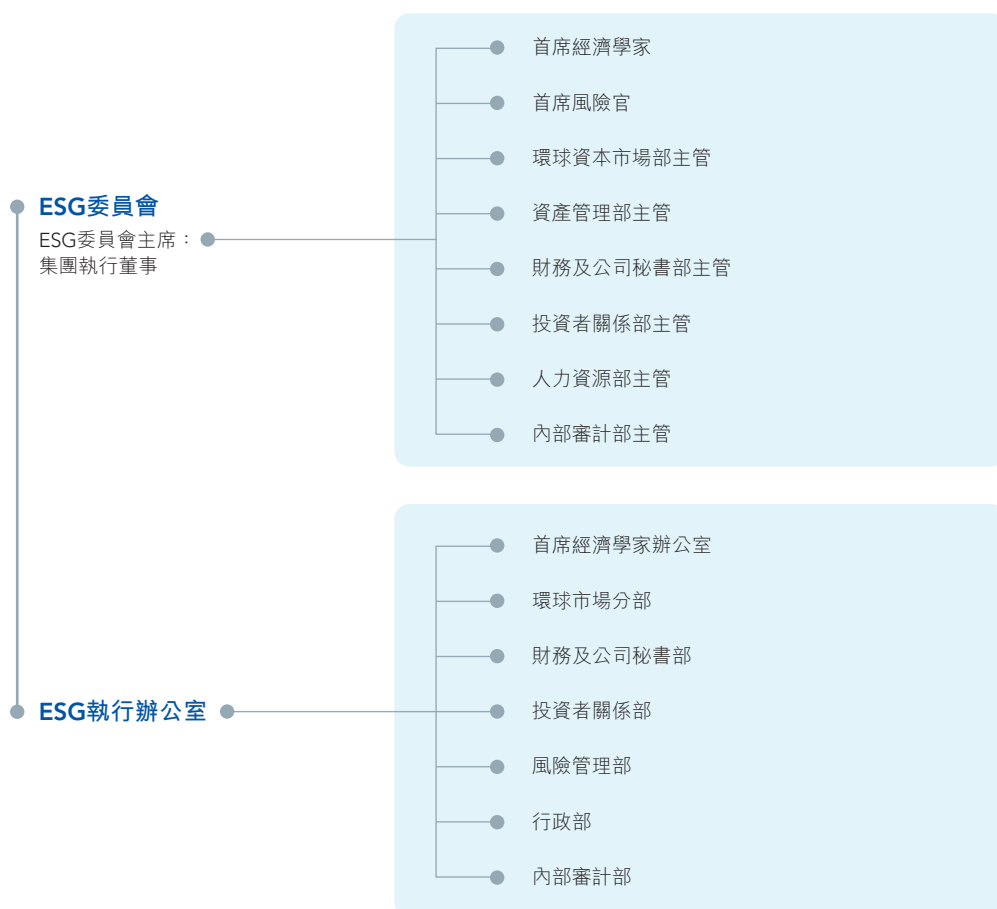 首席經濟學家
首席風險官
環球資本市場部主管
ESG委員會
ESG委員會主席：
集團執行董事
資產管理部主管
財務及公司秘書部主管
投資者關係部主管
人力資源部主管
內部審計部主管
首席經濟學家辦公室
環球市場分部
財務及公司秘書部
ESG執行辦公室
投資者關係部
風險管理部
行政部
內部審計部